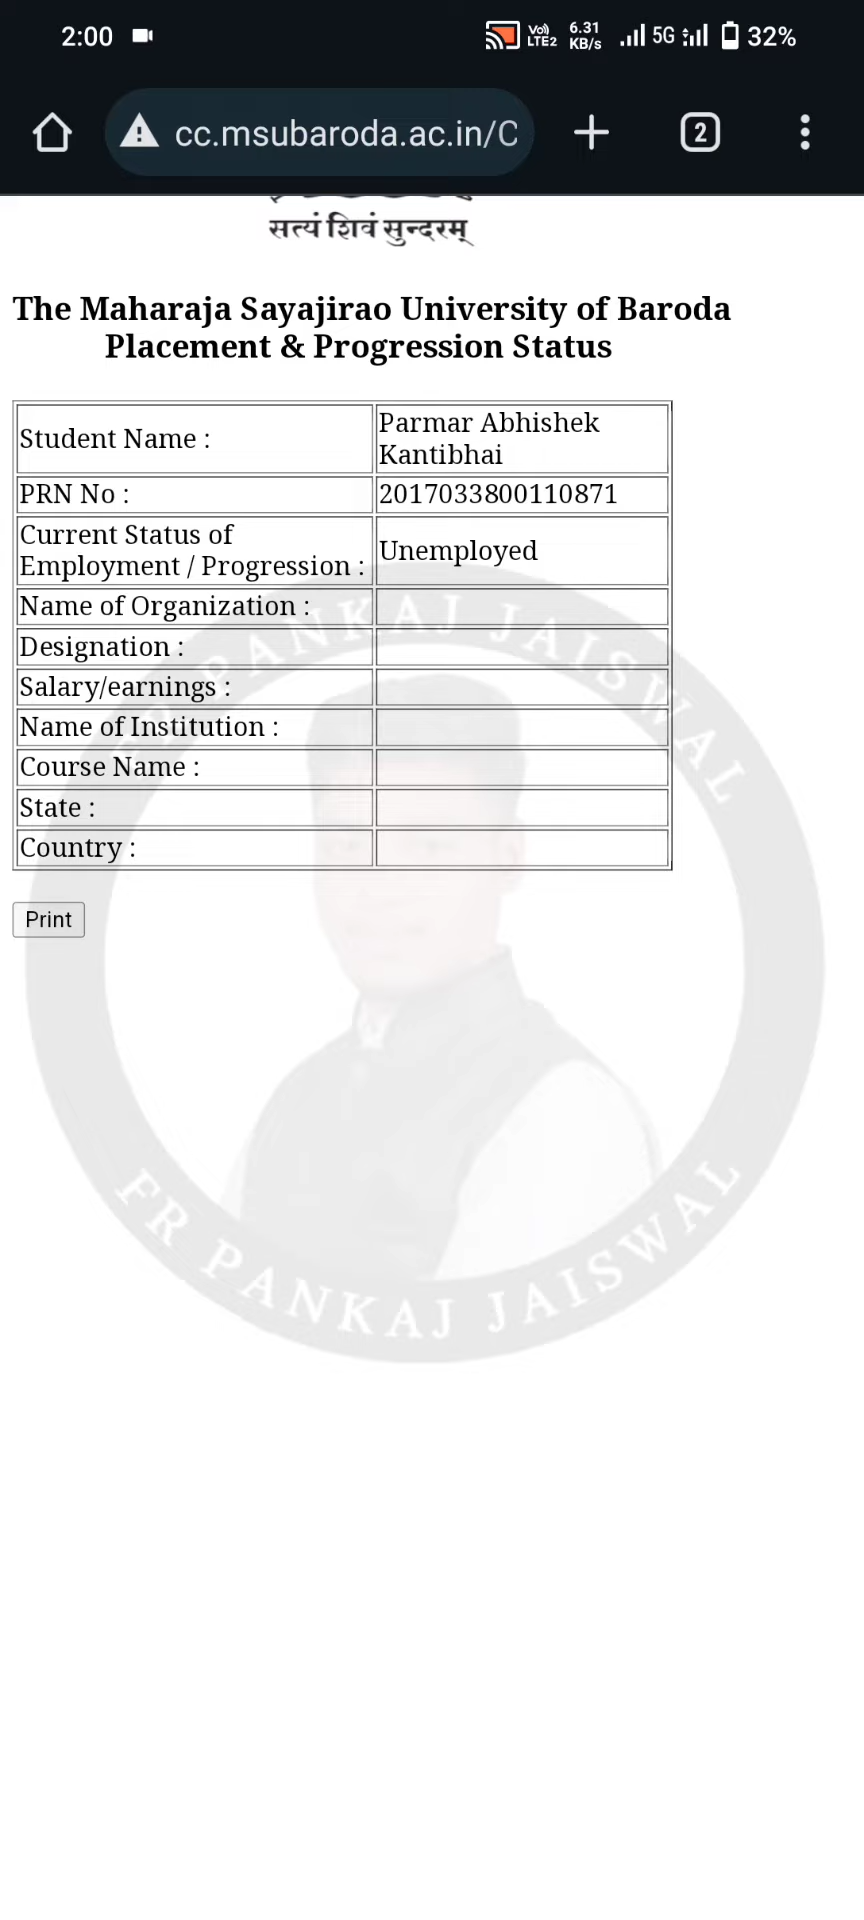 2:00
Vo)) LTE2 6.31 KB/s 5G 32%
cc.msubaroda.ac.in/C
2
सत्यं शिवं सुन्दरम्
The Maharaja Sayajirao University of Baroda
Placement & Progression Status
Student Name : Parmar Abhishek Kantibhai
PRN No : 2017033800110871
Current Status of Employment / Progression : Unemployed
Name of Organization :
Designation :
Salary/earnings :
Name of Institution :
Course Name :
State :
Country :
Print
FR PANKAJ JAISWAL
FR PANKAJ JAISWAL